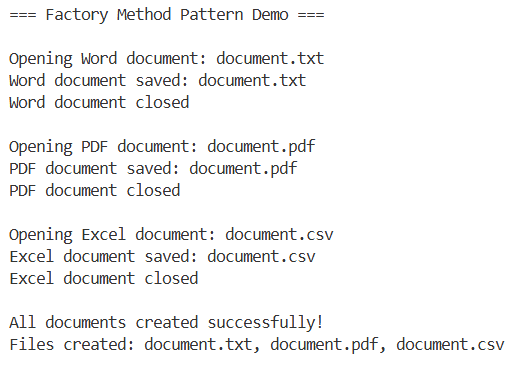 === Factory Method Pattern Demo ===
Opening Word document: document.txt
Word document saved: document.txt
Word document closed
Opening PDF document: document.pdf
PDF document saved: document.pdf
PDF document closed
Opening Excel document: document.csv
Excel document saved: document.csv
Excel document closed
All documents created successfully!
Files created: document.txt, document.pdf, document.csv